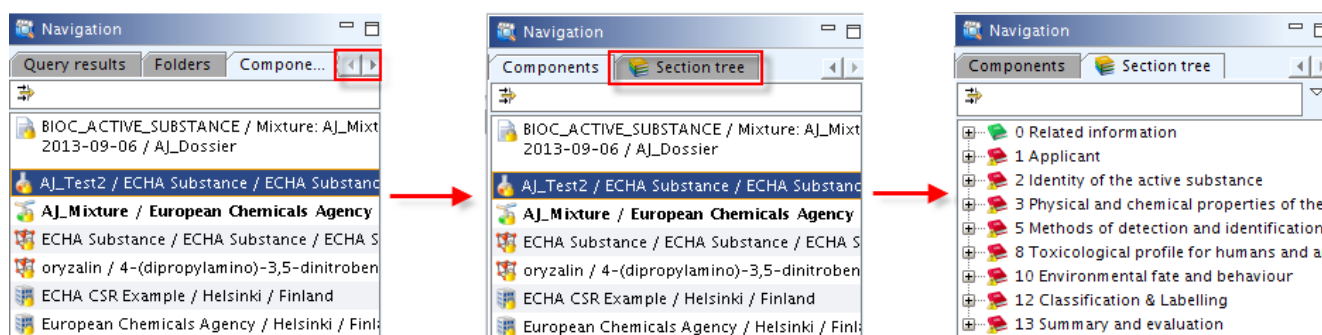 Navigation
Query results Folders Compone...
BIOC_ACTIVE_SUBSTANCE / Mixture: AJ_Mixt
2013-09-06 / AJ_Dossier
AJ_Test2 / ECHA Substance / ECHA Substanc
AJ_Mixture / European Chemicals Agency
ECHA Substance / ECHA Substance / ECHA S
oryzalin / 4-(dipropylamino)-3,5-dinitroben
ECHA CSR Example / Helsinki / Finland
European Chemicals Agency / Helsinki / Finl
Navigation
Components Section tree
BIOC_ACTIVE_SUBSTANCE / Mixture: AJ_Mixt
2013-09-06 / AJ_Dossier
AJ_Test2 / ECHA Substance / ECHA Substanc
AJ_Mixture / European Chemicals Agency
ECHA Substance / ECHA Substance / ECHA S
oryzalin / 4-(dipropylamino)-3,5-dinitroben
ECHA CSR Example / Helsinki / Finland
European Chemicals Agency / Helsinki / Finl
Navigation
Components Section tree
0 Related information
1 Applicant
2 Identity of the active substance
3 Physical and chemical properties of the
5 Methods of detection and identification
8 Toxicological profile for humans and a
10 Environmental fate and behaviour
12 Classification & Labelling
13 Summary and evaluation